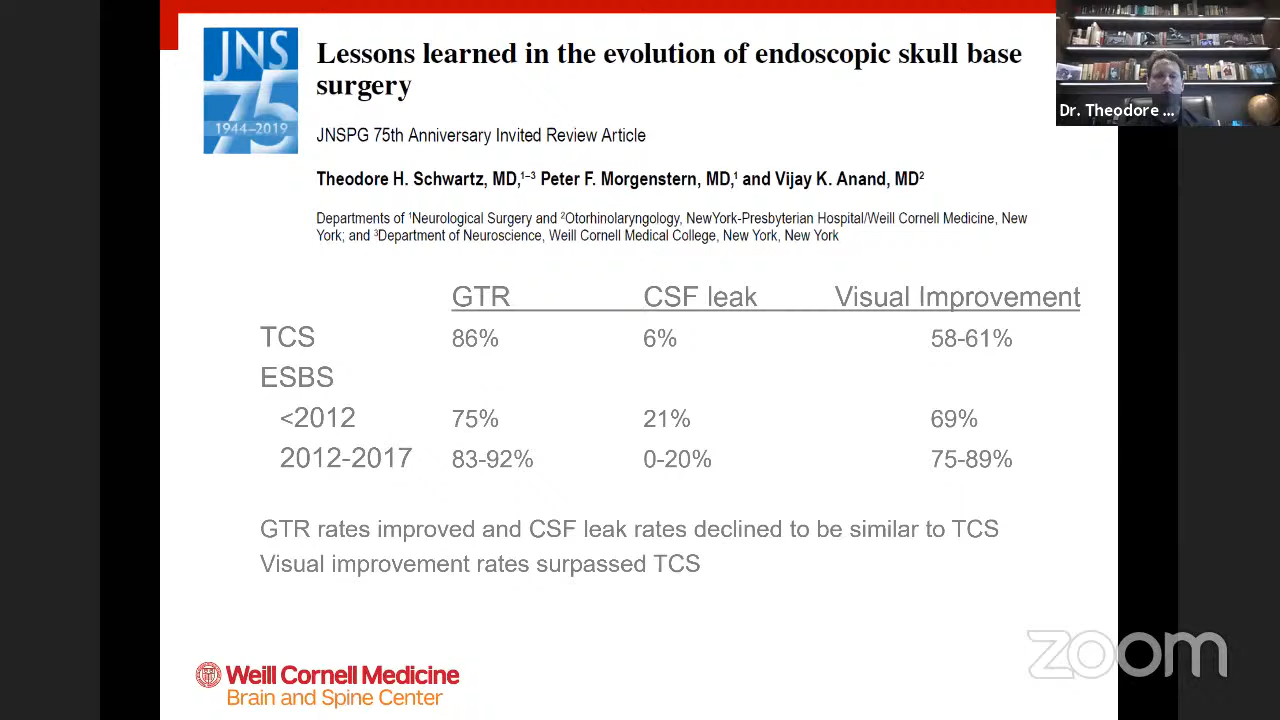 JNS
75
1944–2019
Lessons learned in the evolution of endoscopic skull base
surgery
JNSPG 75th Anniversary Invited Review Article
Theodore H. Schwartz, MD,1–3 Peter F. Morgenstern, MD,1 and Vijay K. Anand, MD2
Departments of 1Neurological Surgery and 2Otorhinolaryngology, NewYork-Presbyterian Hospital/Weill Cornell Medicine, New
York; and 3Department of Neuroscience, Weill Cornell Medical College, New York, New York
Dr. Theodore ...
GTR CSF leak Visual Improvement
TCS 86% 6% 58-61%
ESBS
<2012 75% 21% 69%
2012-2017 83-92% 0-20% 75-89%
GTR rates improved and CSF leak rates declined to be similar to TCS
Visual improvement rates surpassed TCS
Weill Cornell Medicine
Brain and Spine Center
zoom